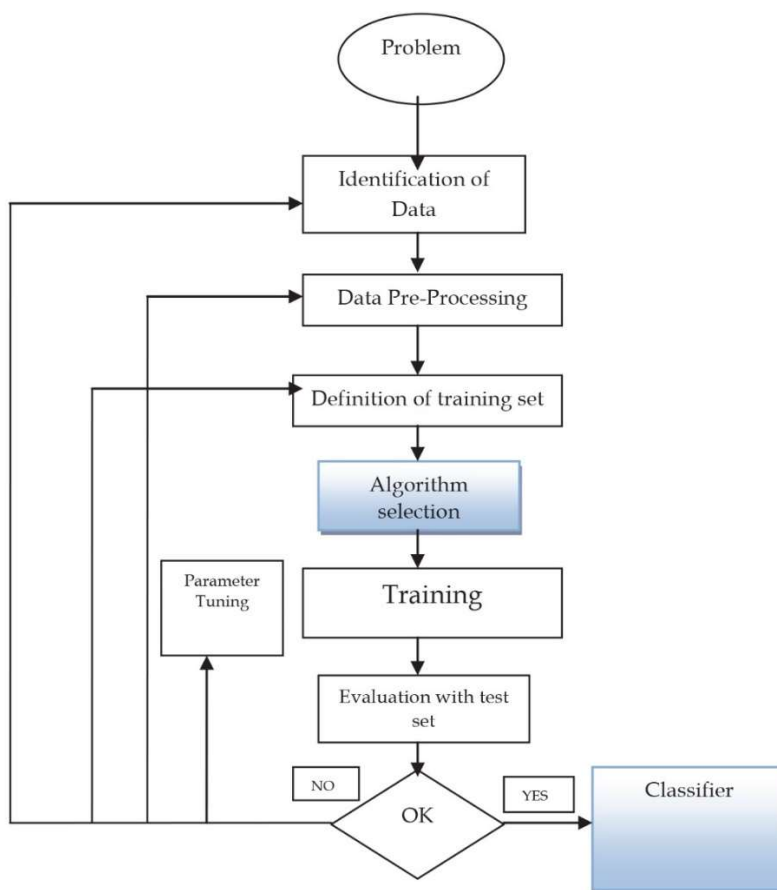 Problem
Identification of
Data
Data Pre-Processing
Definition of training set
Algorithm
selection
Parameter
Tuning
Training
Evaluation with test
set
NO
OK
YES
Classifier